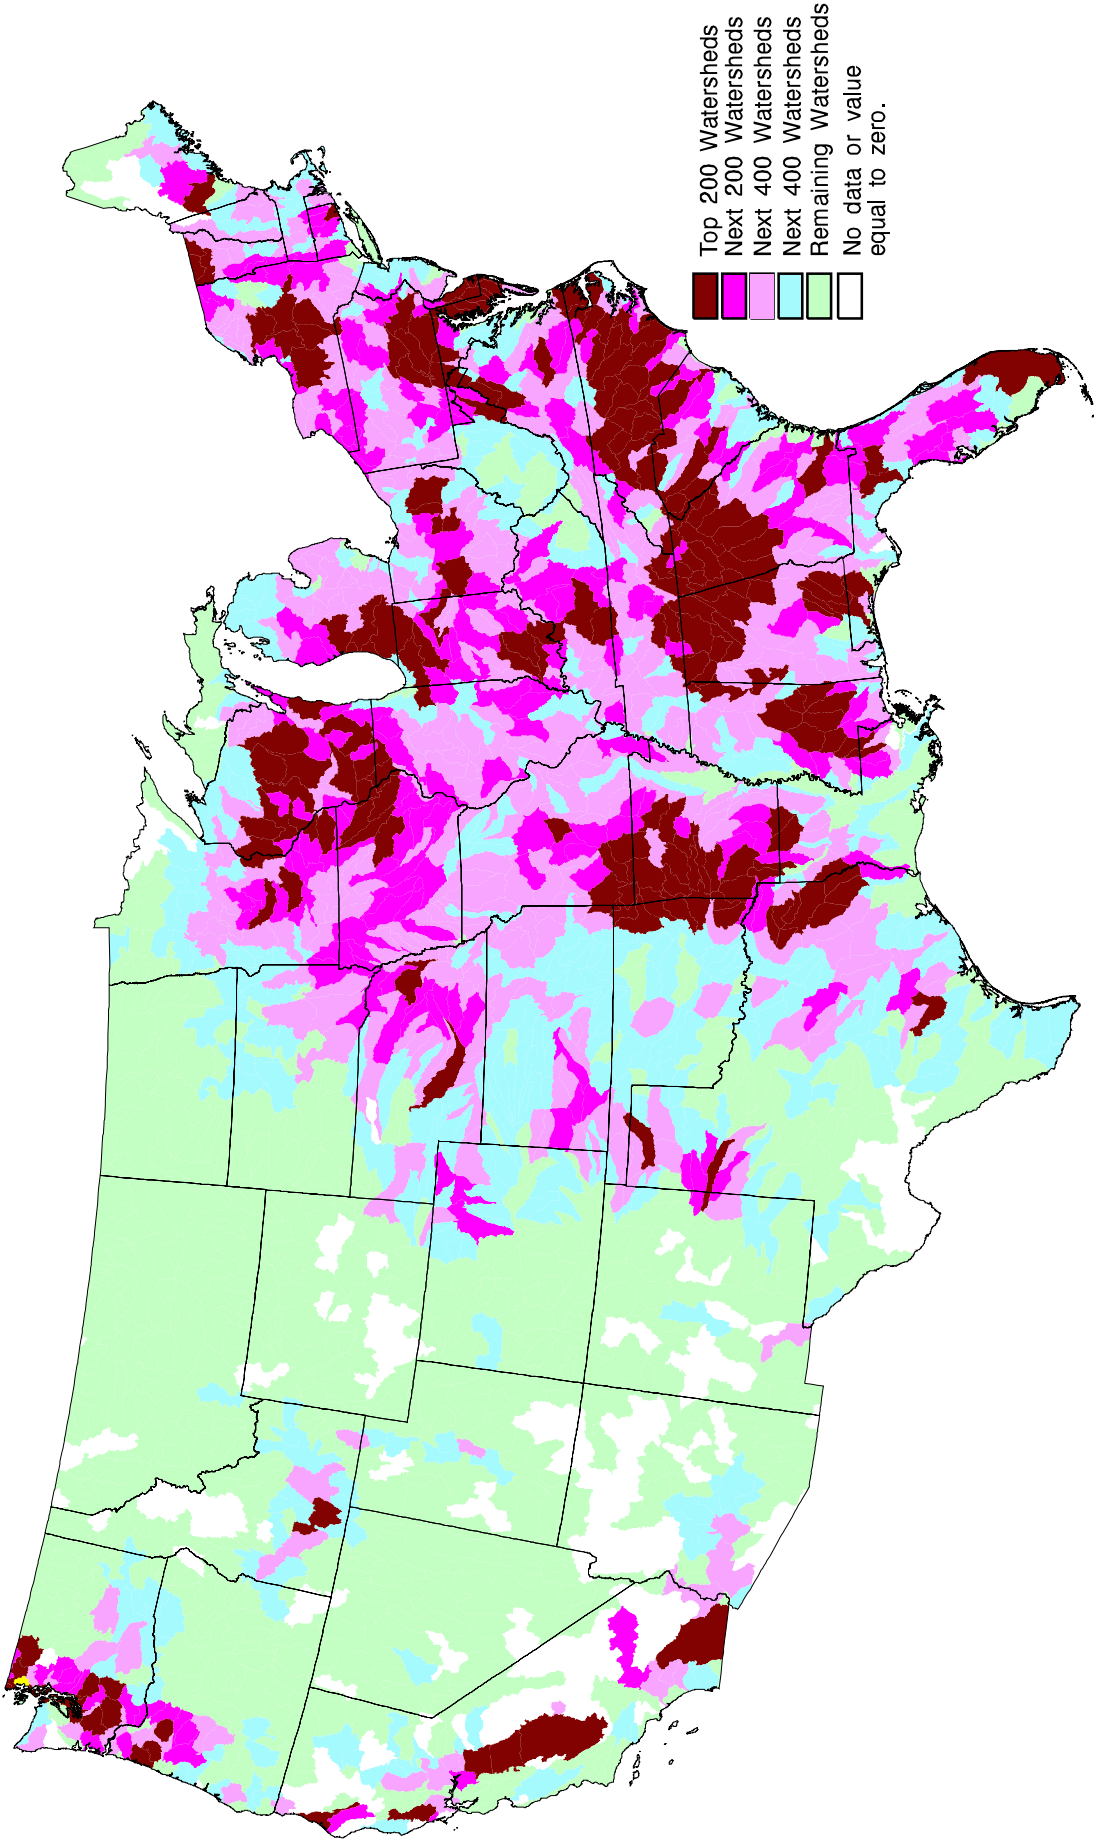 Top 200 Watersheds
Next 200 Watersheds
Next 400 Watersheds
Next 400 Watersheds
Remaining Watersheds
No data or value
equal to zero.